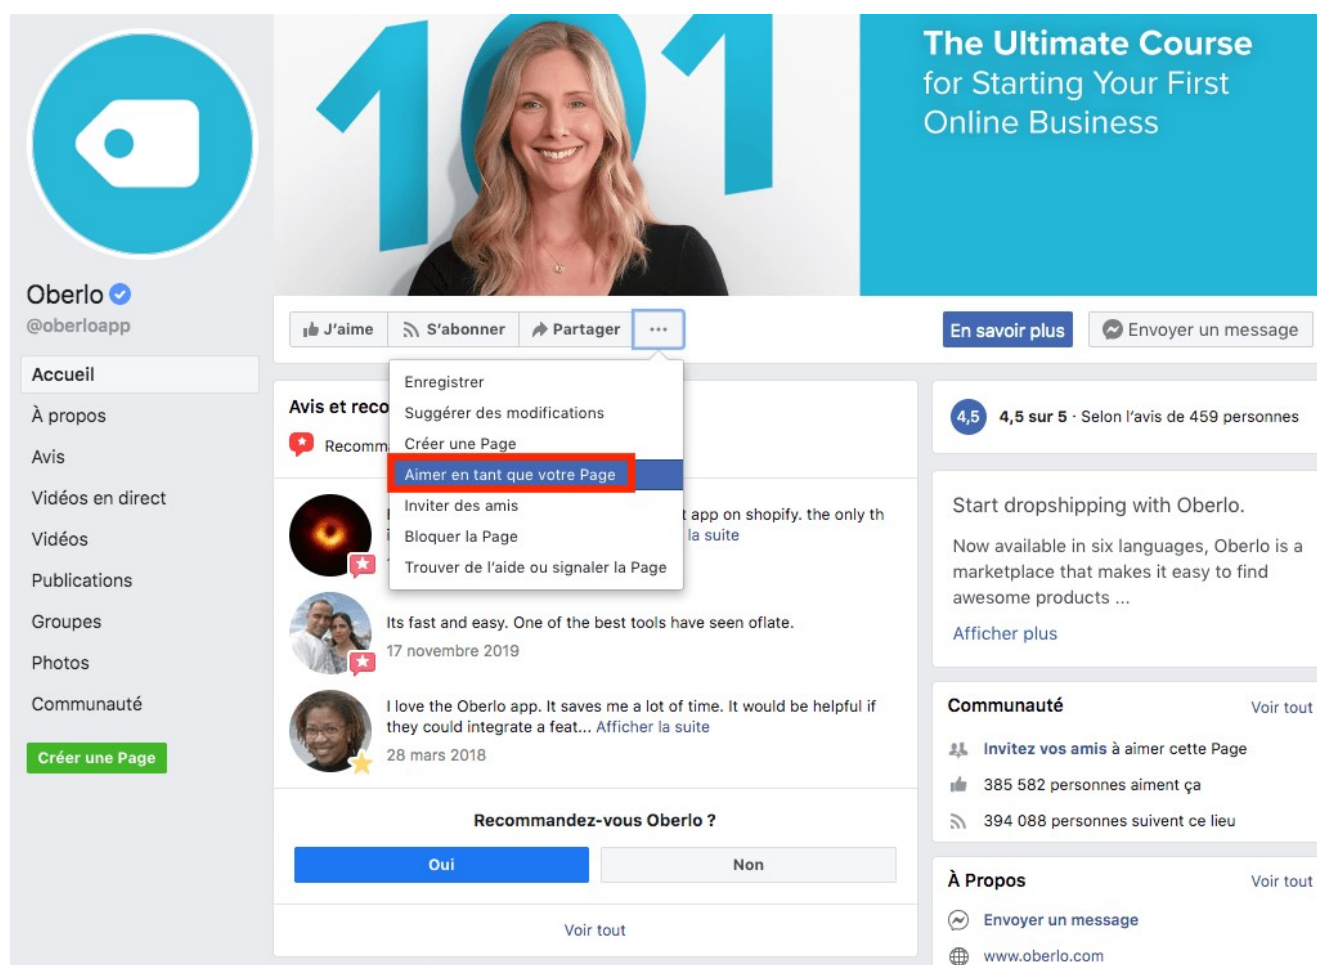 101
The Ultimate Course
for Starting Your First
Online Business
Oberlo
@oberloapp
J'aime
S'abonner
Partager
En savoir plus
Envoyer un message
Accueil
À propos
Avis
Vidéos en direct
Vidéos
Publications
Groupes
Photos
Communauté
Créer une Page
Enregistrer
Suggérer des modifications
Créer une Page
Aimer en tant que votre Page
Inviter des amis
Bloquer la Page
Trouver de l'aide ou signaler la Page
Avis et reco
Recomm
t app on shopify. the only th
la suite
Its fast and easy. One of the best tools have seen oflate.
17 novembre 2019
I love the Oberlo app. It saves me a lot of time. It would be helpful if
they could integrate a feat... Afficher la suite
28 mars 2018
Recommandez-vous Oberlo ?
Oui
Non
Voir tout
4,5
4,5 sur 5 · Selon l'avis de 459 personnes
Start dropshipping with Oberlo.
Now available in six languages, Oberlo is a
marketplace that makes it easy to find
awesome products ...
Afficher plus
Communauté
Voir tout
Invitez vos amis à aimer cette Page
385 582 personnes aiment ça
394 088 personnes suivent ce lieu
À Propos
Voir tout
Envoyer un message
www.oberlo.com